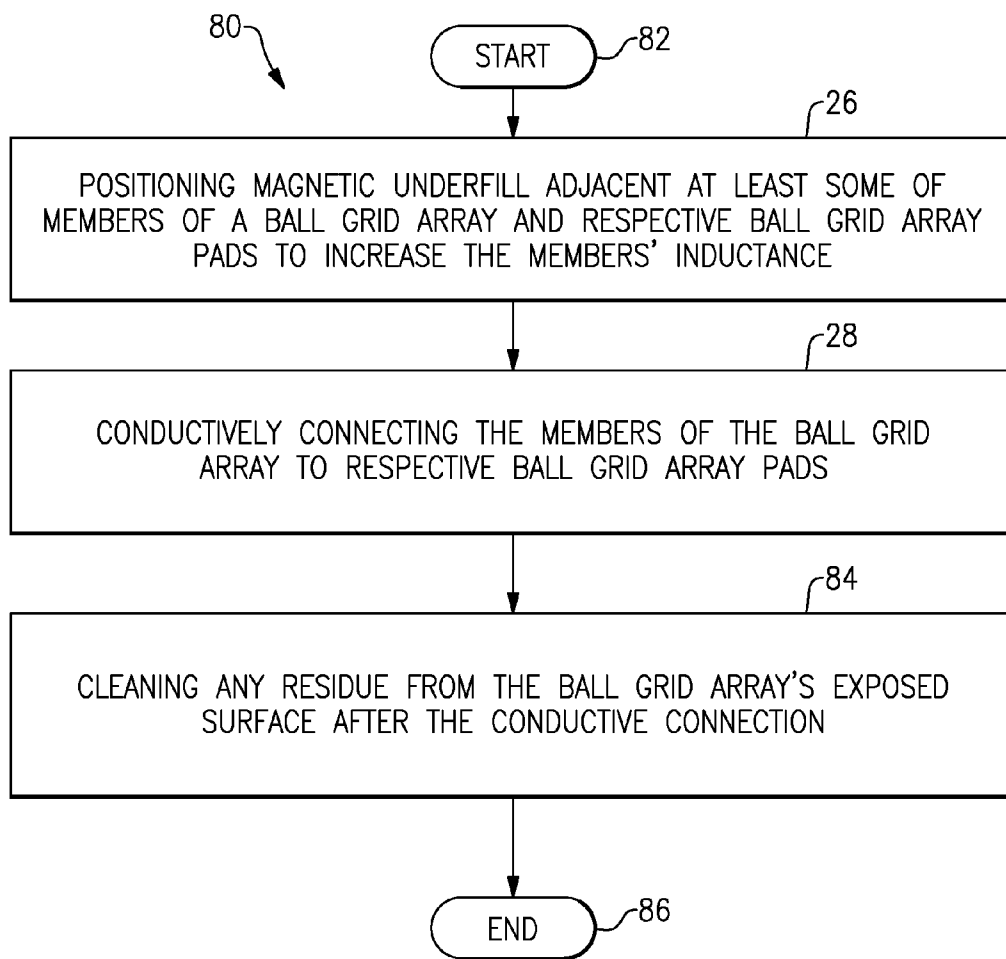 80
START
82
26
POSITIONING MAGNETIC UNDERFILL ADJACENT AT LEAST SOME OF
MEMBERS OF A BALL GRID ARRAY AND RESPECTIVE BALL GRID ARRAY
PADS TO INCREASE THE MEMBERS' INDUCTANCE
28
CONDUCTIVELY CONNECTING THE MEMBERS OF THE BALL GRID
ARRAY TO RESPECTIVE BALL GRID ARRAY PADS
84
CLEANING ANY RESIDUE FROM THE BALL GRID ARRAY'S EXPOSED
SURFACE AFTER THE CONDUCTIVE CONNECTION
END
86